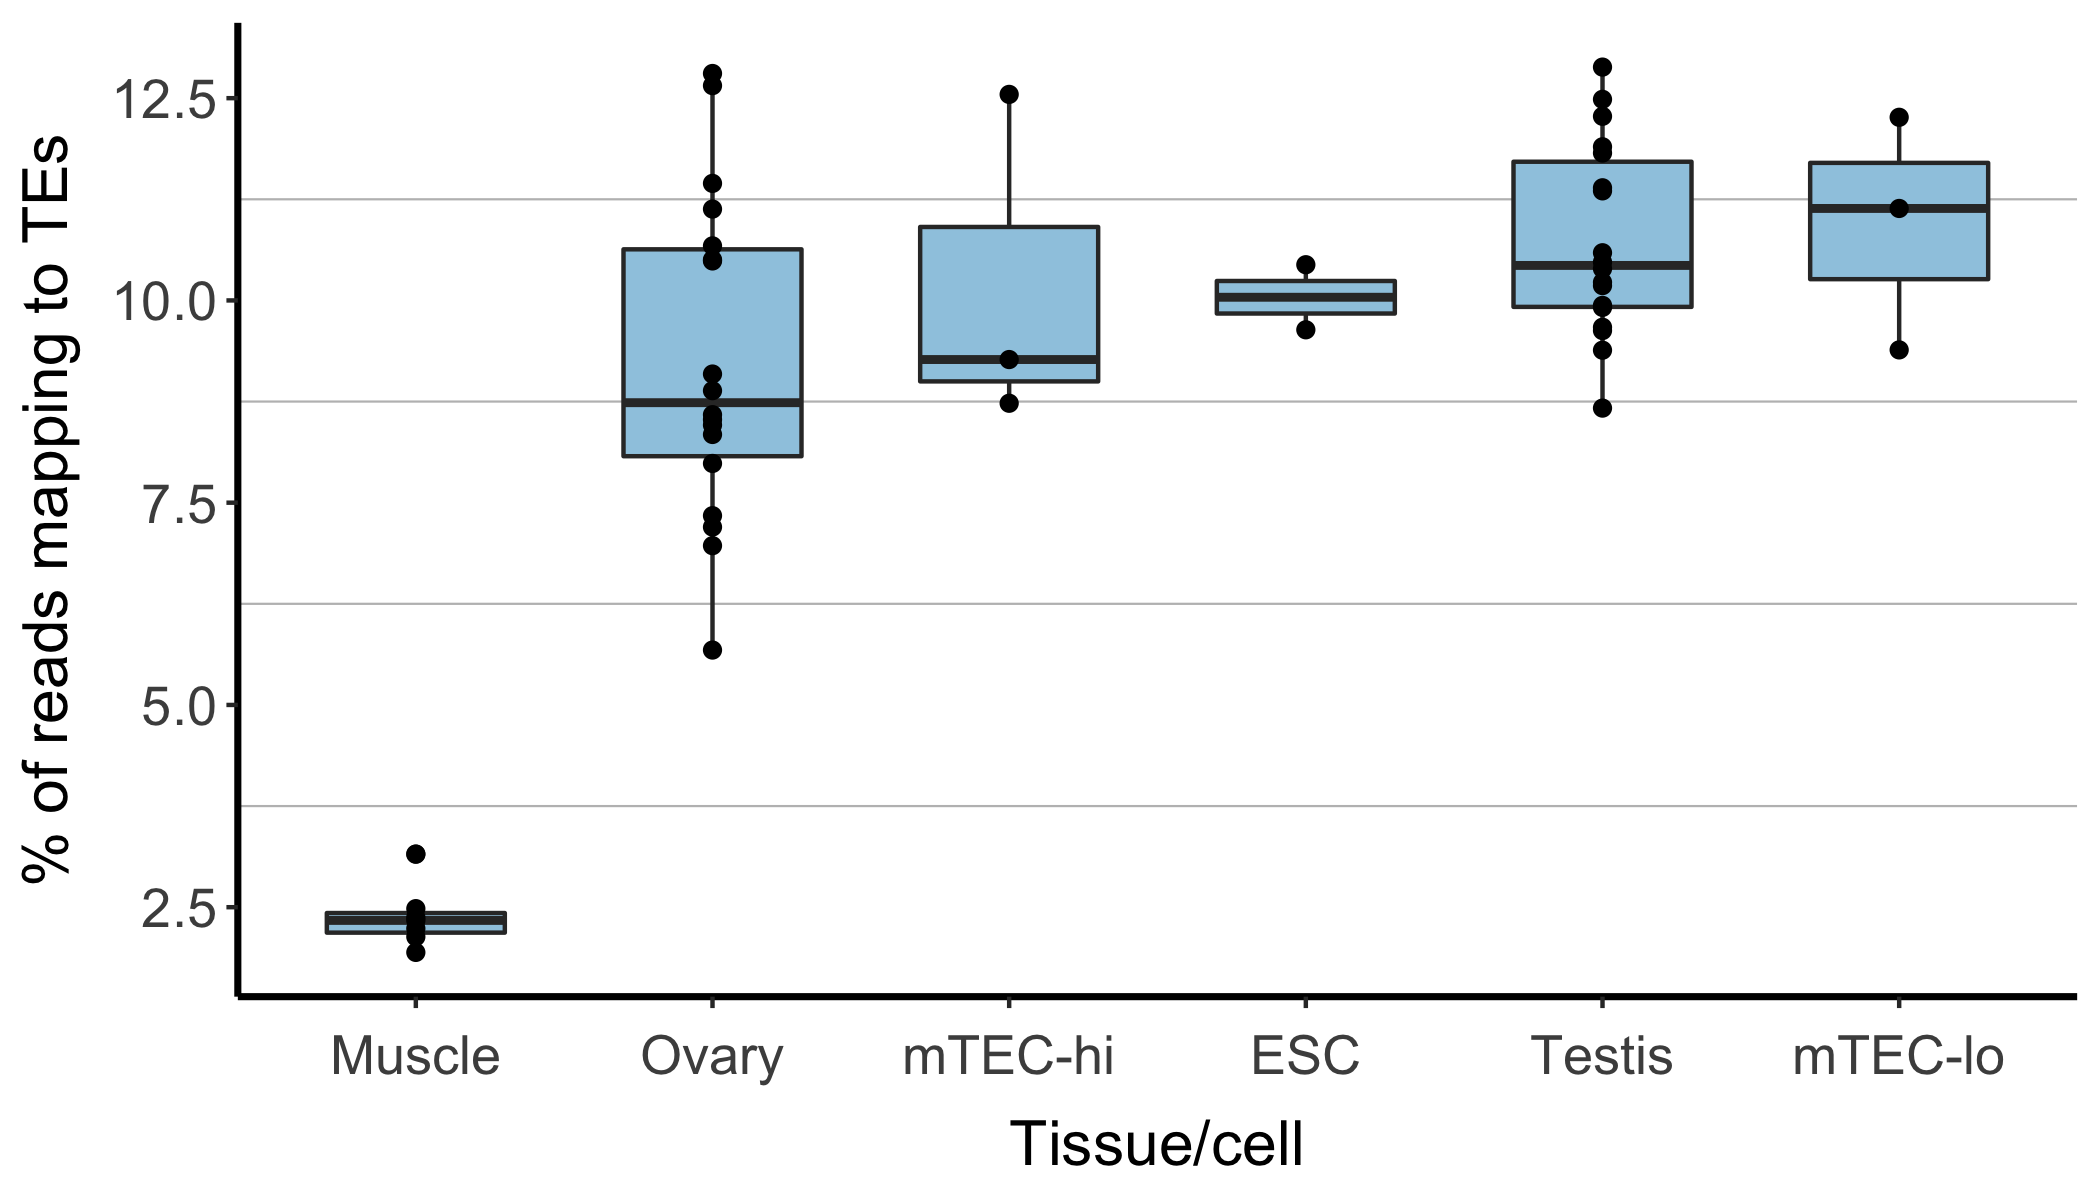 % of reads mapping to TEs
12.5
10.0
7.5
5.0
2.5
Muscle Ovary mTEC-hi ESC Testis mTEC-lo
Tissue/cell